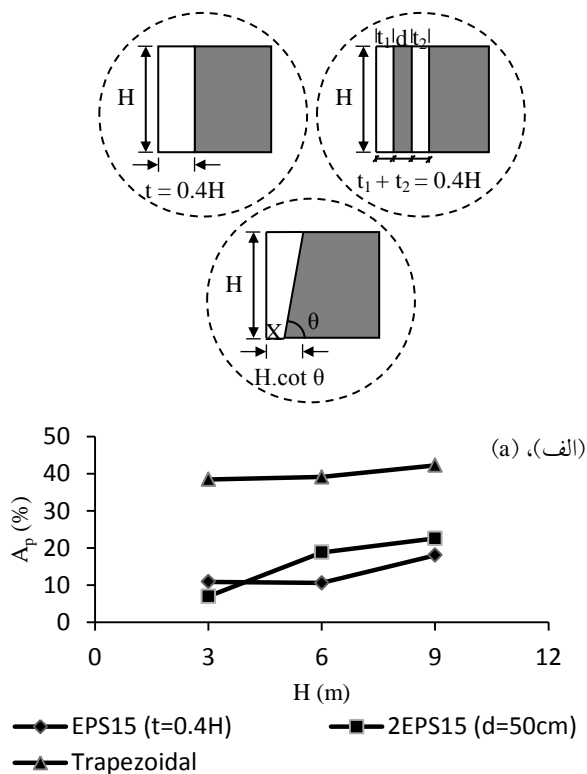 t₁ d t₂
H
H
t = 0.4H
t₁ + t₂ = 0.4H
H
X
θ
H.cot θ
(الف)، (a)
50
40
30
20
10
0
Aₚ (%)
0 3 6 9 12
H (m)
EPS15 (t=0.4H)
2EPS15 (d=50cm)
Trapezoidal